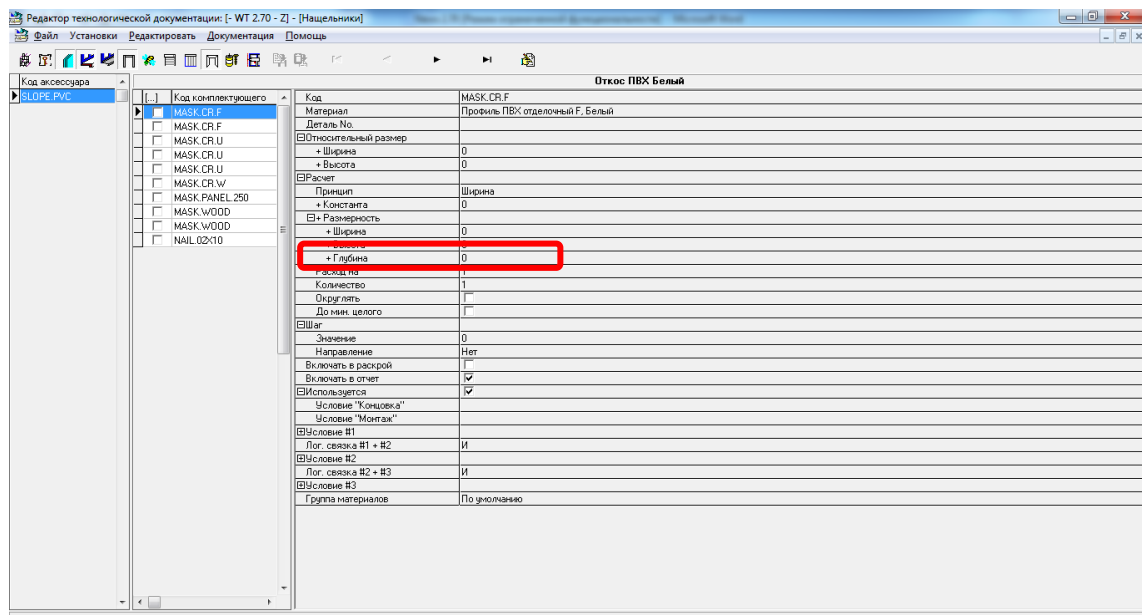 Редактор технологической документации: [- WT 2.70 - Z] - [Нащельники]
Файл Установки Редактировать Документация Помощь
Откос ПВХ Белый
Код аксессуара
SLOPE.PVC
[...] Код комплектующего
MASK.CR.F
MASK.CR.F
MASK.CR.U
MASK.CR.U
MASK.CR.U
MASK.CR.W
MASK.PANEL.250
MASK.WOOD
MASK.WOOD
NAIL.02X10
Код MASK.CR.F
Материал Профиль ПВХ отделочный F, Белый
Деталь No.
Относительный размер
+ Ширина 0
+ Высота 0
Расчет
Принцип Ширина
+ Константа 0
+ Размерность
+ Ширина 0
+ Глубина 0
Расход на 1
Количество 1
Округлять
До мин. целого
Шаг
Значение 0
Направление Нет
Включать в раскрой
Включать в отчет
Используется
Условие "Концовка"
Условие "Монтаж"
Условие #1
Лог. связка #1 + #2 И
Условие #2
Лог. связка #2 + #3 И
Условие #3
Группа материалов По умолчанию